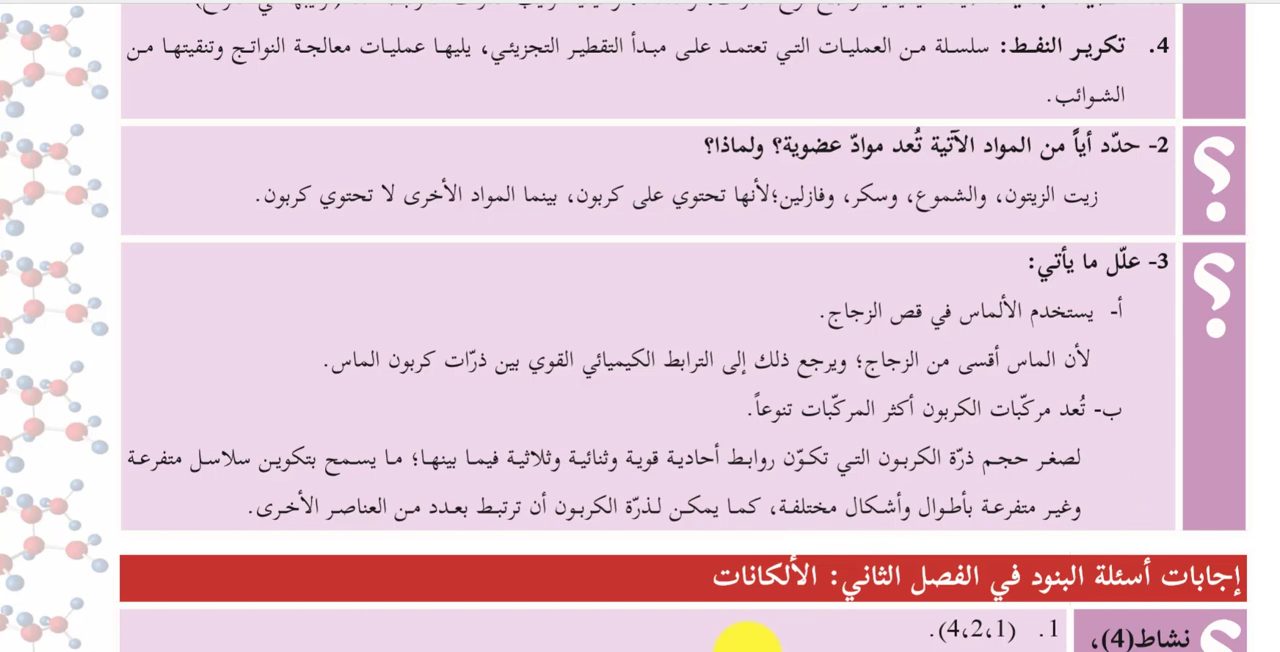 4. تكرير النفط: سلسلة من العمليات التي تعتمد على مبدأ التقطير التجزيئي، يليها عمليات معالجة النواتج وتنقيتها من
الشوائب.
2- حدّد أياً من المواد الآتية تُعد موادّ عضوية؟ ولماذا؟
زيت الزيتون، والشموع، وسكر، وفازلين؛لأنها تحتوي على كربون، بينما المواد الأخرى لا تحتوي كربون.
3- علّل ما يأتي:
أ- يستخدم الألماس في قص الزجاج.
لأن الماس أقسى من الزجاج؛ ويرجع ذلك إلى الترابط الكيميائي القوي بين ذرّات كربون الماس.
ب- تُعد مركّبات الكربون أكثر المركّبات تنوعاً.
لصغر حجم ذرّة الكربون التي تكوّن روابط أحادية قوية وثنائية وثلاثية فيما بينها؛ ما يسمح بتكوين سلاسل متفرعة
وغير متفرعة بأطوال وأشكال مختلفة، كما يمكن لذرّة الكربون أن ترتبط بعدد من العناصر الأخرى.
إجابات أسئلة البنود في الفصل الثاني: الألكانات
نشاط(4)،
1. (4،2،1).